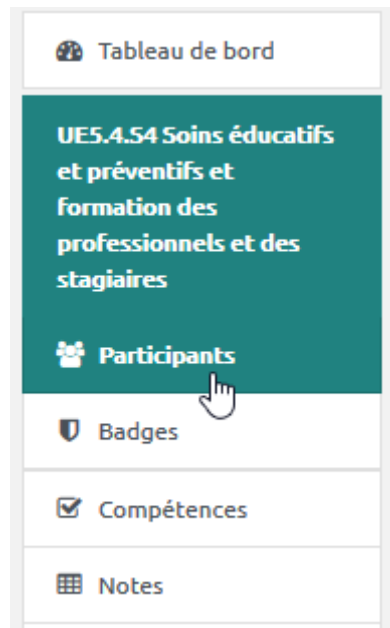 Tableau de bord
UE5.4.S4 Soins éducatifs
et préventifs et
formation des
professionnels et des
stagiaires
Participants
Badges
Compétences
Notes